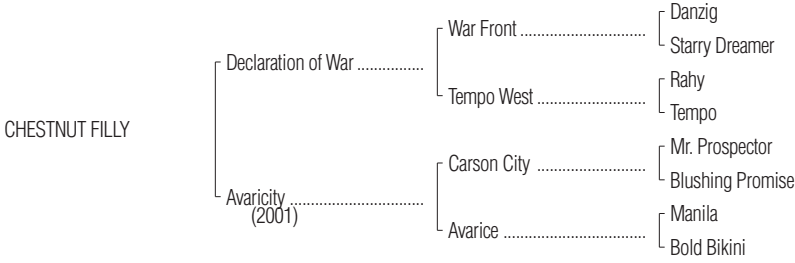 Danzig
War Front ................................
Starry Dreamer
Declaration of War ................
Rahy
Tempo West ...........................
Tempo
CHESTNUT FILLY
Mr. Prospector
Carson City ...........................
Blushing Promise
Avaricity ................................
(2001)
Manila
Avarice ...................................
Bold Bikini